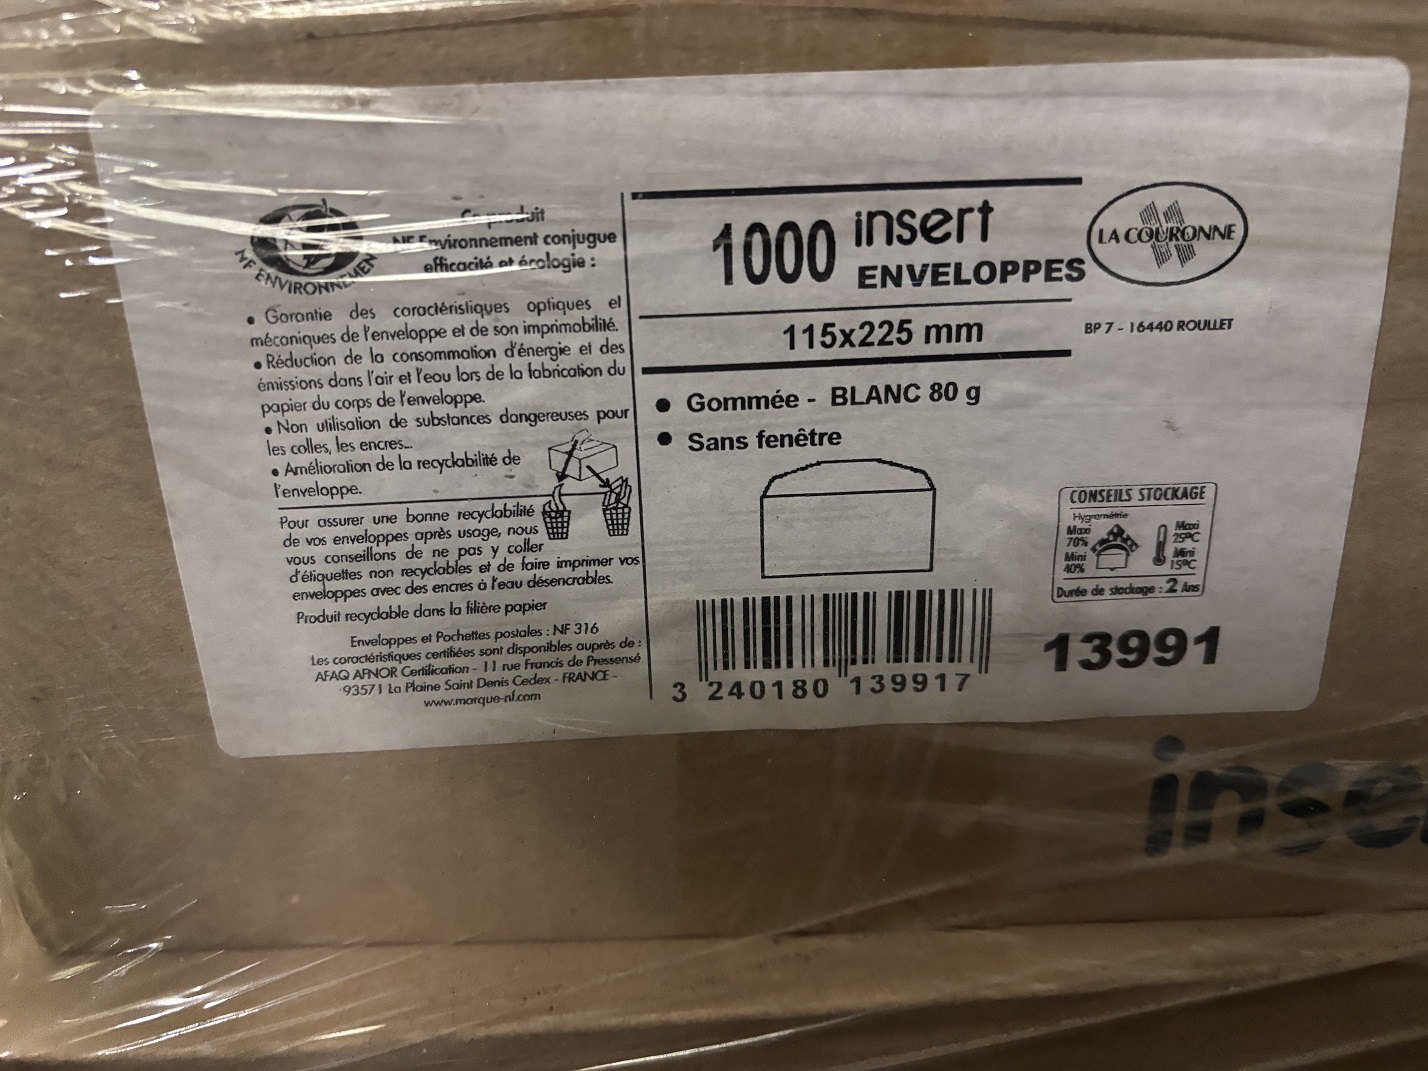 Ce produit
NF Environnement conjugue
efficacité et écologie :
NF ENVIRONNEMENT
• Garantie des caractéristiques optiques et
mécaniques de l'enveloppe et de son imprimabilité.
• Réduction de la consommation d'énergie et des
émissions dans l'air et l'eau lors de la fabrication du
papier du corps de l'enveloppe.
• Non utilisation de substances dangereuses pour
les colles, les encres...
• Amélioration de la recyclabilité de
l'enveloppe.
Pour assurer une bonne recyclabilité
de vos enveloppes après usage, nous
vous conseillons de ne pas y coller
d'étiquettes non recyclables et de faire imprimer vos
enveloppes avec des encres à l'eau désencrables.
Produit recyclable dans la filière papier
Enveloppes et Pochettes postales : NF 316
Les caractéristiques certifiées sont disponibles auprès de :
AFAQ AFNOR Certification - 11 rue Francis de Pressensé
93571 La Plaine Saint Denis Cedex - FRANCE -
www.marque-nf.com
1000 insert
ENVELOPPES
115x225 mm
• Gommée - BLANC 80 g
• Sans fenêtre
3 240180 139917
LA COURONNE
BP 7 - 16440 ROULLET
CONSEILS STOCKAGE
Hygrométrie
Maxi
70%
Mini
40%
Maxi
25°C
Mini
15°C
Durée de stockage : 2 Ans
13991
inse